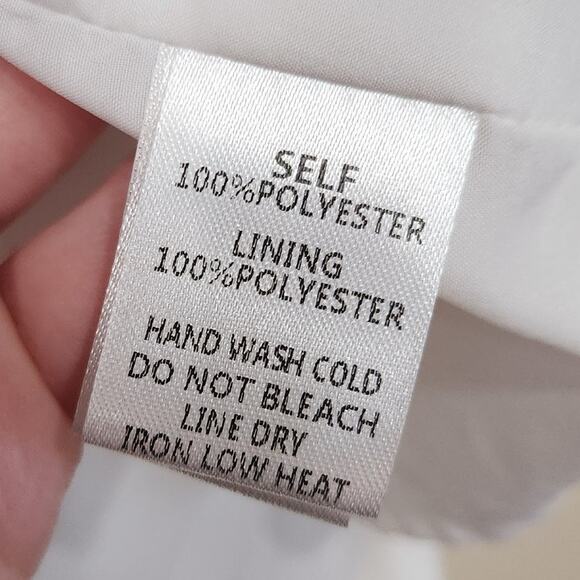 SELF
100%POLYESTER
LINING
100%POLYESTER
HAND WASH COLD
DO NOT BLEACH
LINE DRY
IRON LOW HEAT